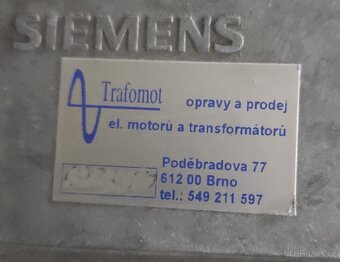 SIEMENS
Trafomot
opravy a prodej
el. motorů a transformátorů
Poděbradova 77
612 00 Brno
tel.: 549 211 597